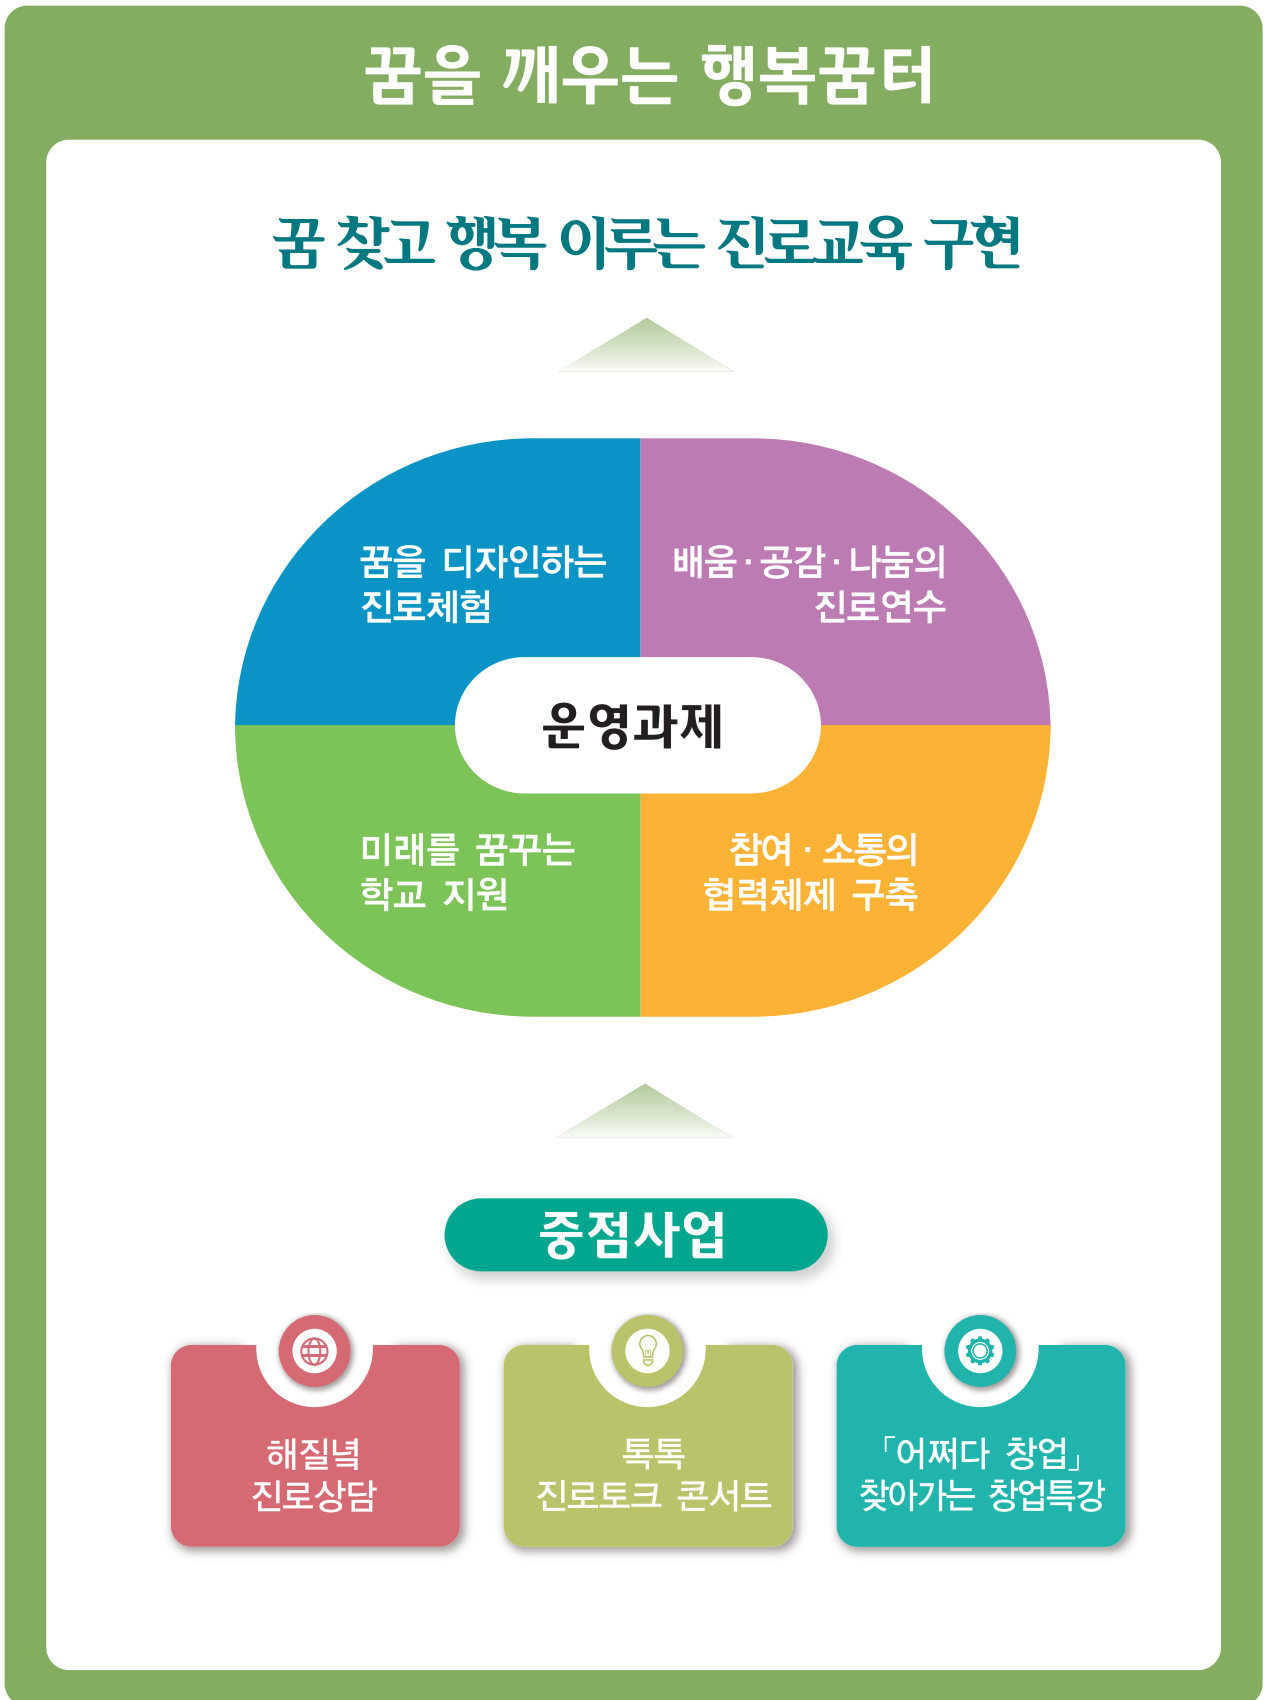 꿈을 깨우는 행복꿈터
꿈 찾고 행복 이루는 진로교육 구현
꿈을 디자인하는
진로체험
배움·공감·나눔의
진로연수
운영과제
미래를 꿈꾸는
학교 지원
참여·소통의
협력체제 구축
중점사업
해질녘
진로상담
톡톡
진로토크 콘서트
「어쩌다 창업」
찾아가는 창업특강